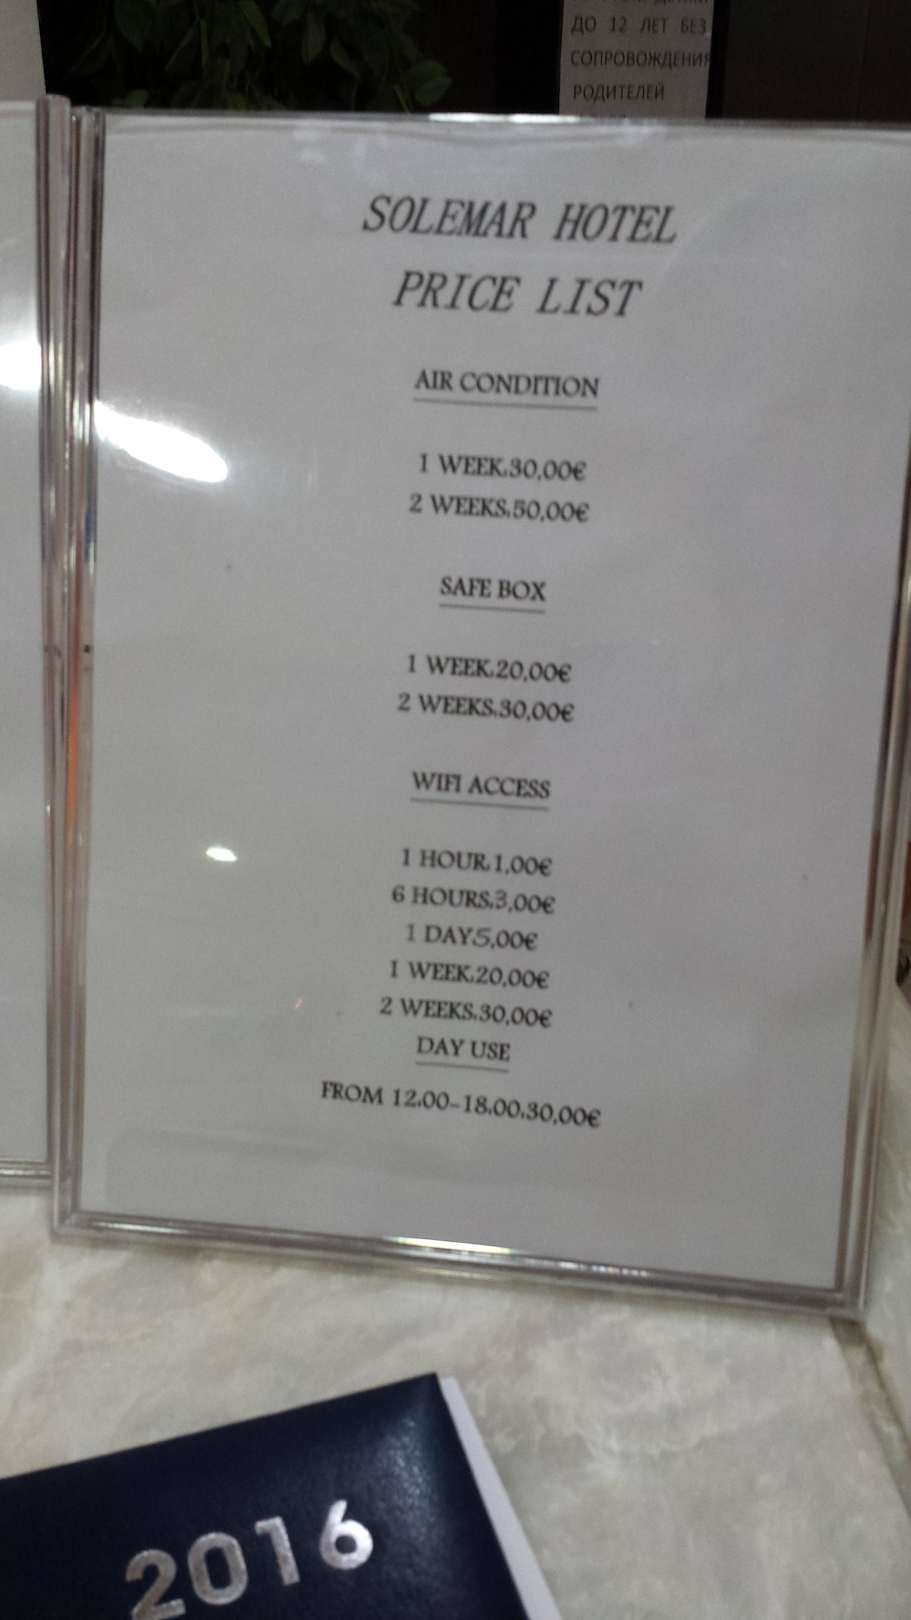 ДО 12 ЛЕТ БЕЗ
СОПРОВОЖДЕНИЯ
РОДИТЕЛЕЙ
SOLEMAR HOTEL
PRICE LIST
AIR CONDITION
1 WEEK.30,00€
2 WEEKS.50,00€
SAFE BOX
1 WEEK.20,00€
2 WEEKS.30,00€
WIFI ACCESS
1 HOUR.1,00€
6 HOURS.3,00€
1 DAY.5,00€
1 WEEK.20,00€
2 WEEKS.30,00€
DAY USE
FROM 12.00-18.00.30,00€
2016